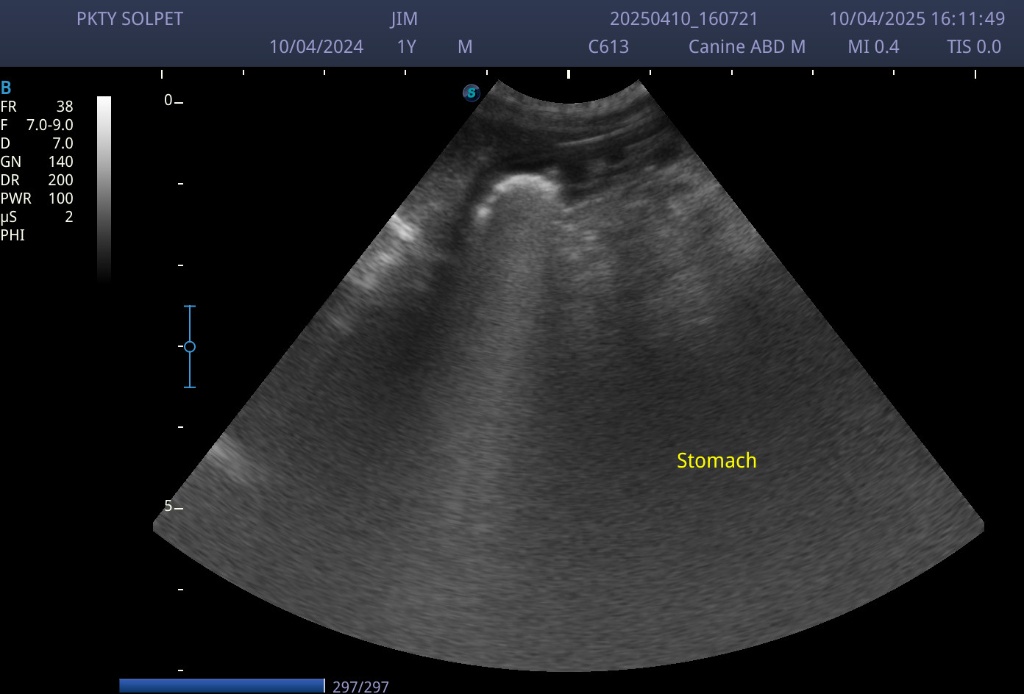 PKTY SOLPET JIM 20250410_160721 10/04/2025 16:11:49
10/04/2024 1Y M C613 Canine ABD M MI 0.4 TIS 0.0
B
FR 38
F 7.0-9.0
D 7.0
GN 140
DR 200
PWR 100
µS 2
PHI
S
0
5
Stomach
297/297